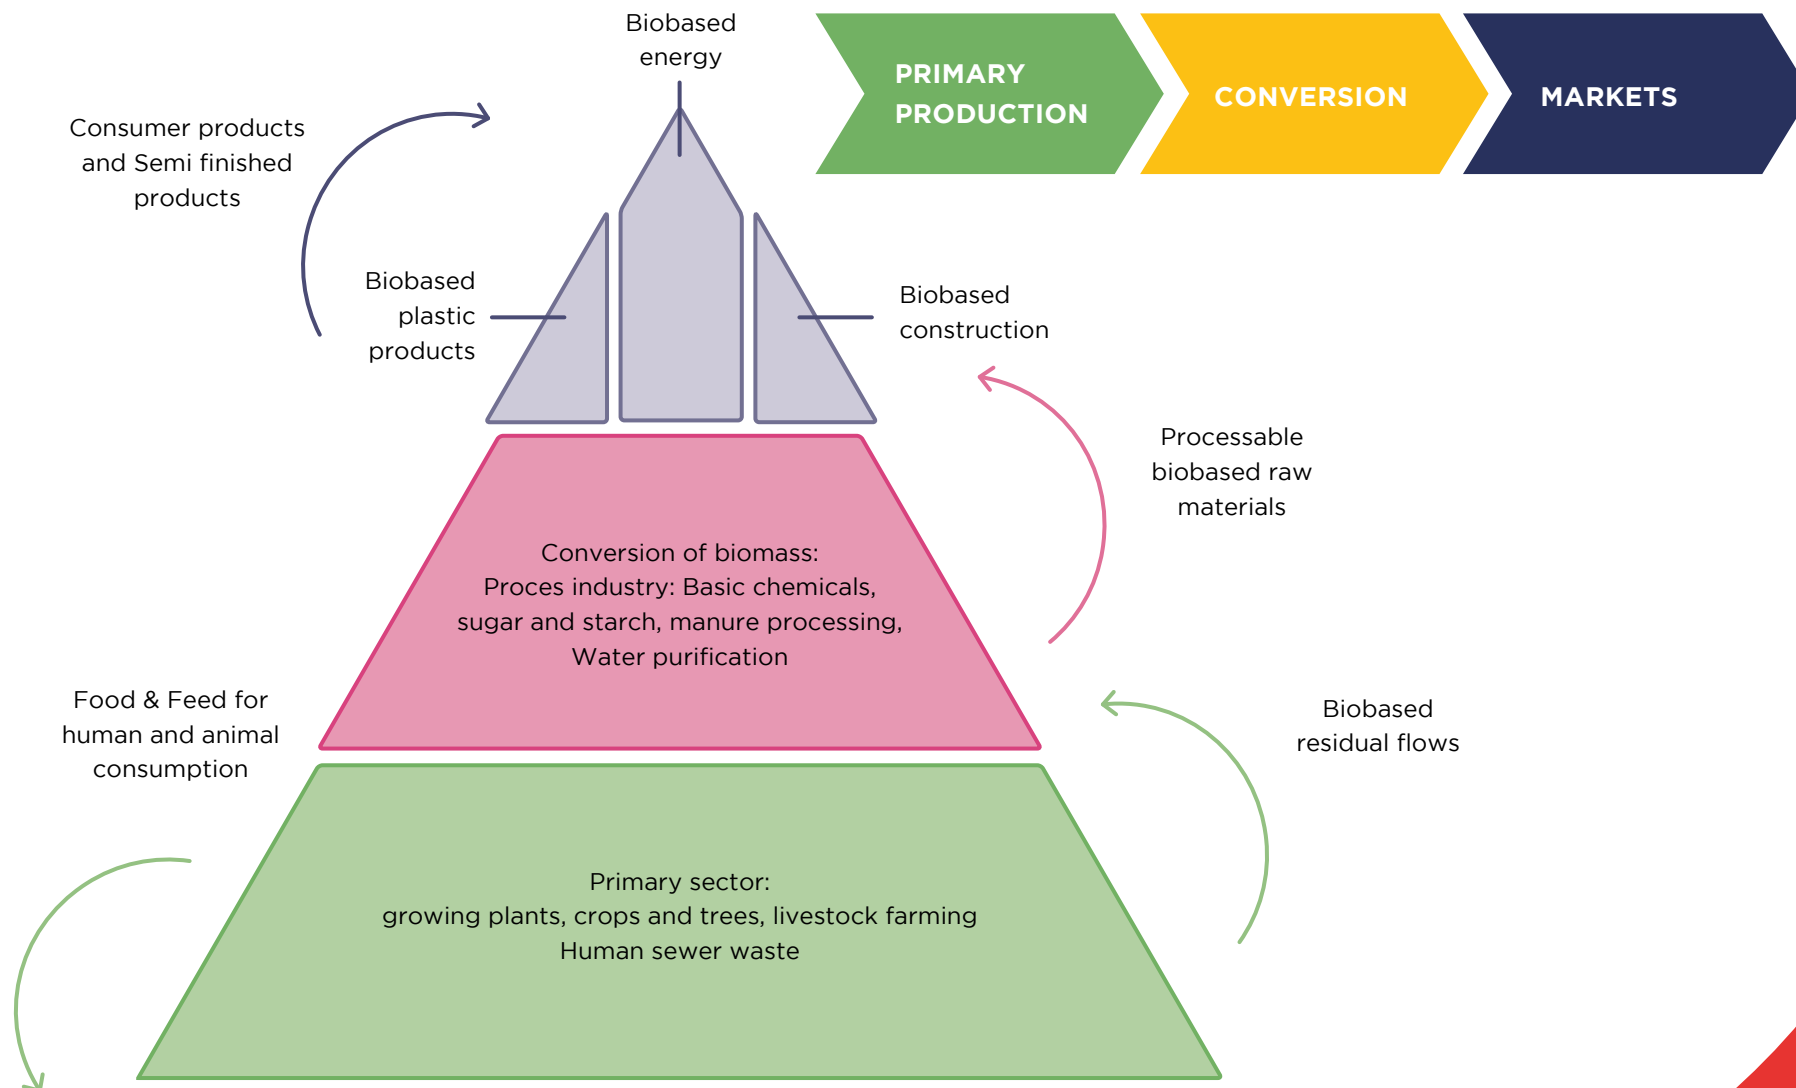 Biobased
energy
PRIMARY
PRODUCTION
CONVERSION
MARKETS
Consumer products
and Semi finished
products
Biobased
plastic
products
Biobased
construction
Processable
biobased raw
materials
Conversion of biomass:
Proces industry: Basic chemicals,
sugar and starch, manure processing,
Water purification
Food & Feed for
human and animal
consumption
Biobased
residual flows
Primary sector:
growing plants, crops and trees, livestock farming
Human sewer waste